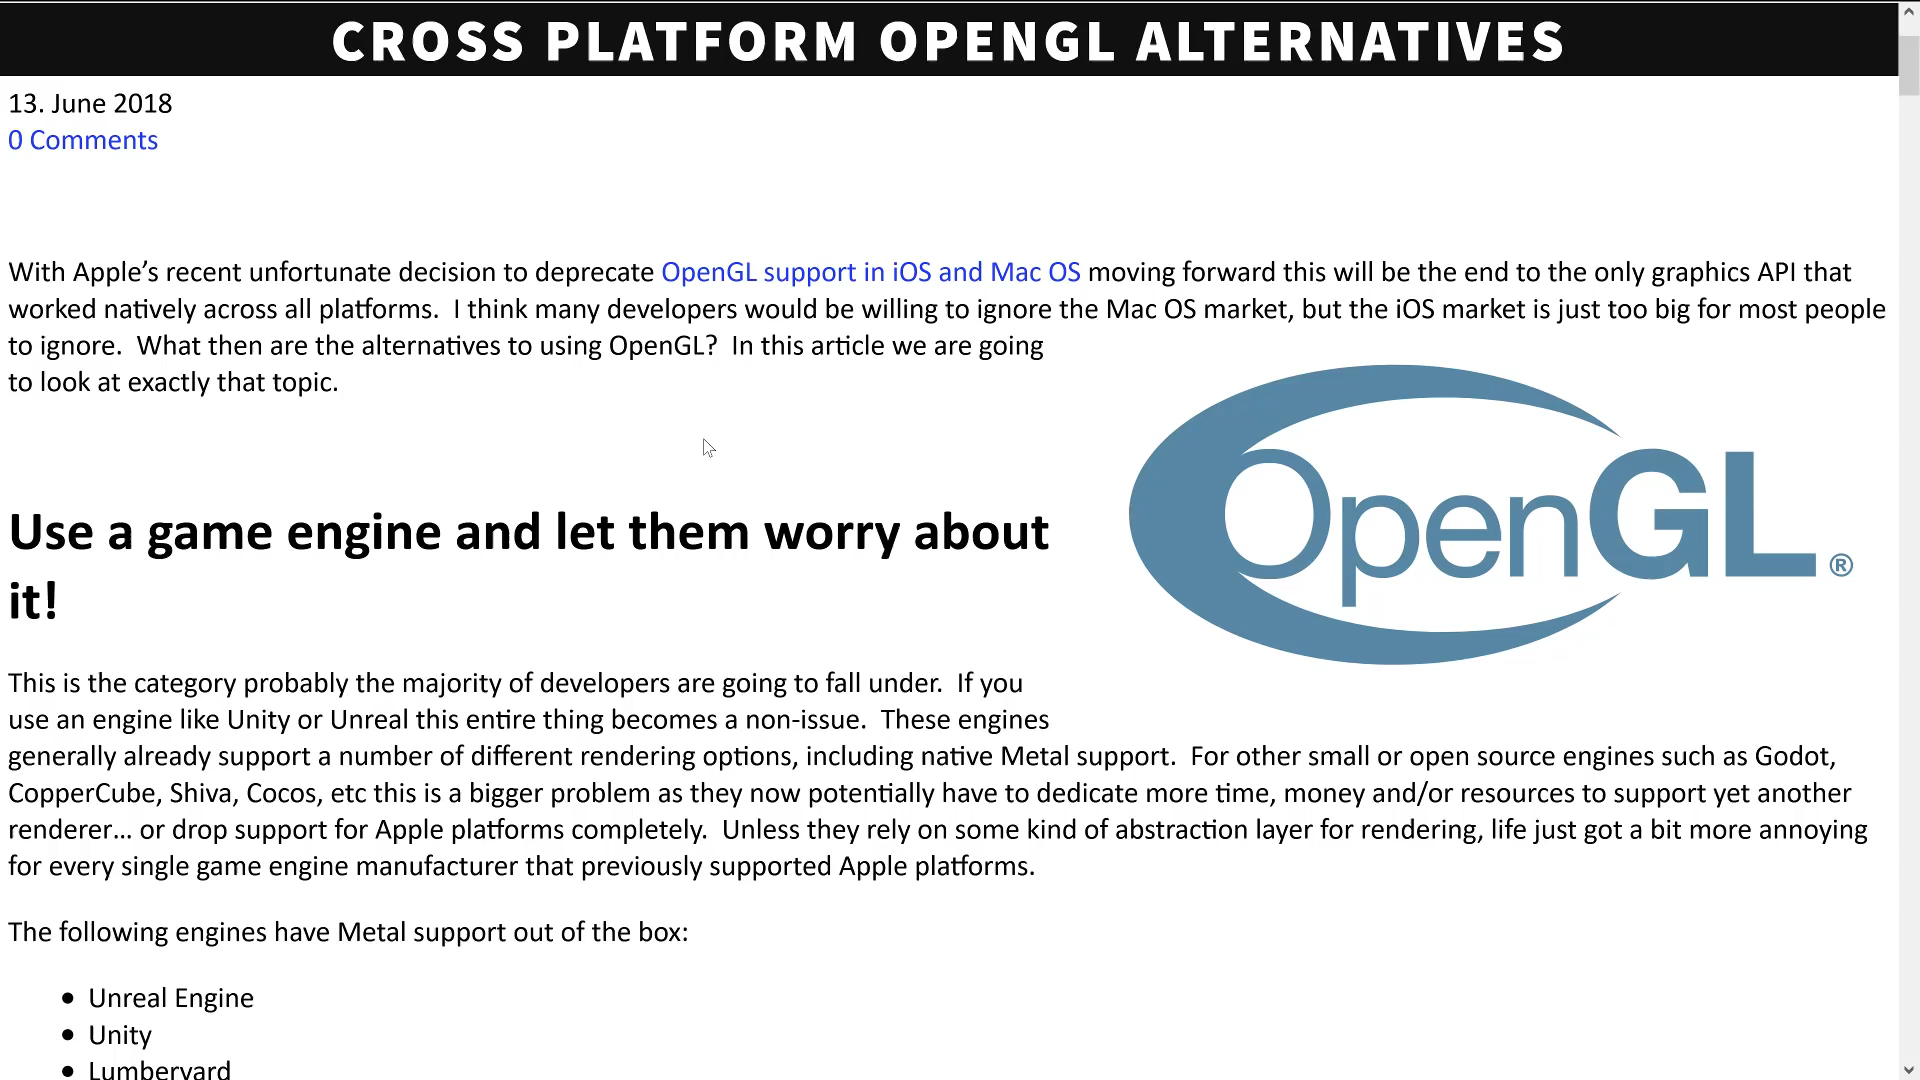 CROSS PLATFORM OPENGL ALTERNATIVES
13. June 2018
0 Comments
With Apple’s recent unfortunate decision to deprecate OpenGL support in iOS and Mac OS moving forward this will be the end to the only graphics API that
worked natively across all platforms.  I think many developers would be willing to ignore the Mac OS market, but the iOS market is just too big for most people
to ignore.  What then are the alternatives to using OpenGL?  In this article we are going
to look at exactly that topic.
OpenGL®
Use a game engine and let them worry about
it!
This is the category probably the majority of developers are going to fall under.  If you
use an engine like Unity or Unreal this entire thing becomes a non-issue.  These engines
generally already support a number of different rendering options, including native Metal support.  For other small or open source engines such as Godot,
CopperCube, Shiva, Cocos, etc this is a bigger problem as they now potentially have to dedicate more time, money and/or resources to support yet another
renderer… or drop support for Apple platforms completely.  Unless they rely on some kind of abstraction layer for rendering, life just got a bit more annoying
for every single game engine manufacturer that previously supported Apple platforms.
The following engines have Metal support out of the box:
• Unreal Engine
• Unity
• Lumberyard